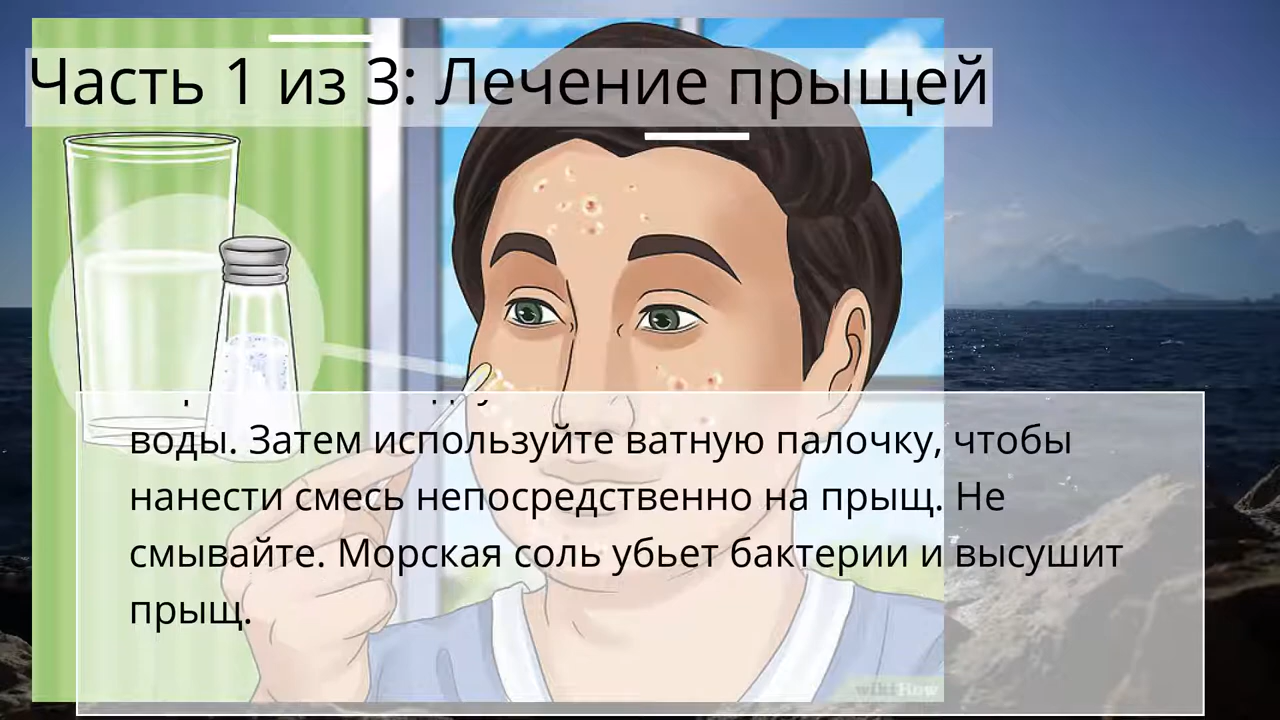 Часть 1 из 3: Лечение прыщей
воды. Затем используйте ватную палочку, чтобы
нанести смесь непосредственно на прыщ. Не
смывайте. Морская соль убьет бактерии и высушит
прыщ.
wikiHow